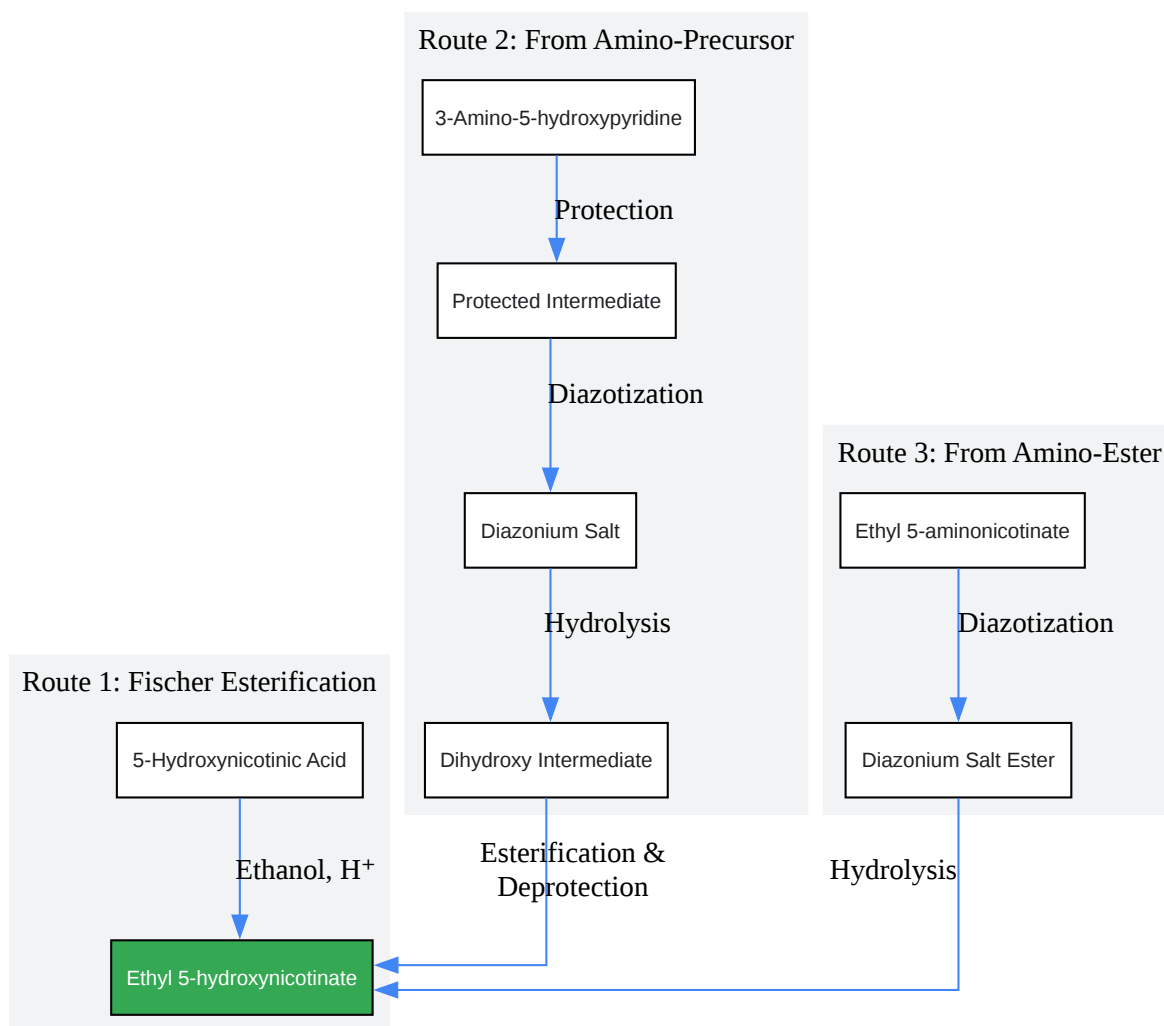 Route 2: From Amino-Precursor
3-Amino-5-hydroxypyridine
Protection
Protected Intermediate
Diazotization
Diazonium Salt
Hydrolysis
Dihydroxy Intermediate
Esterification &
Deprotection
Route 3: From Amino-Ester
Ethyl 5-aminonicotinate
Diazotization
Diazonium Salt Ester
Hydrolysis
Route 1: Fischer Esterification
5-Hydroxynicotinic Acid
Ethanol, H⁺
Ethyl 5-hydroxynicotinate